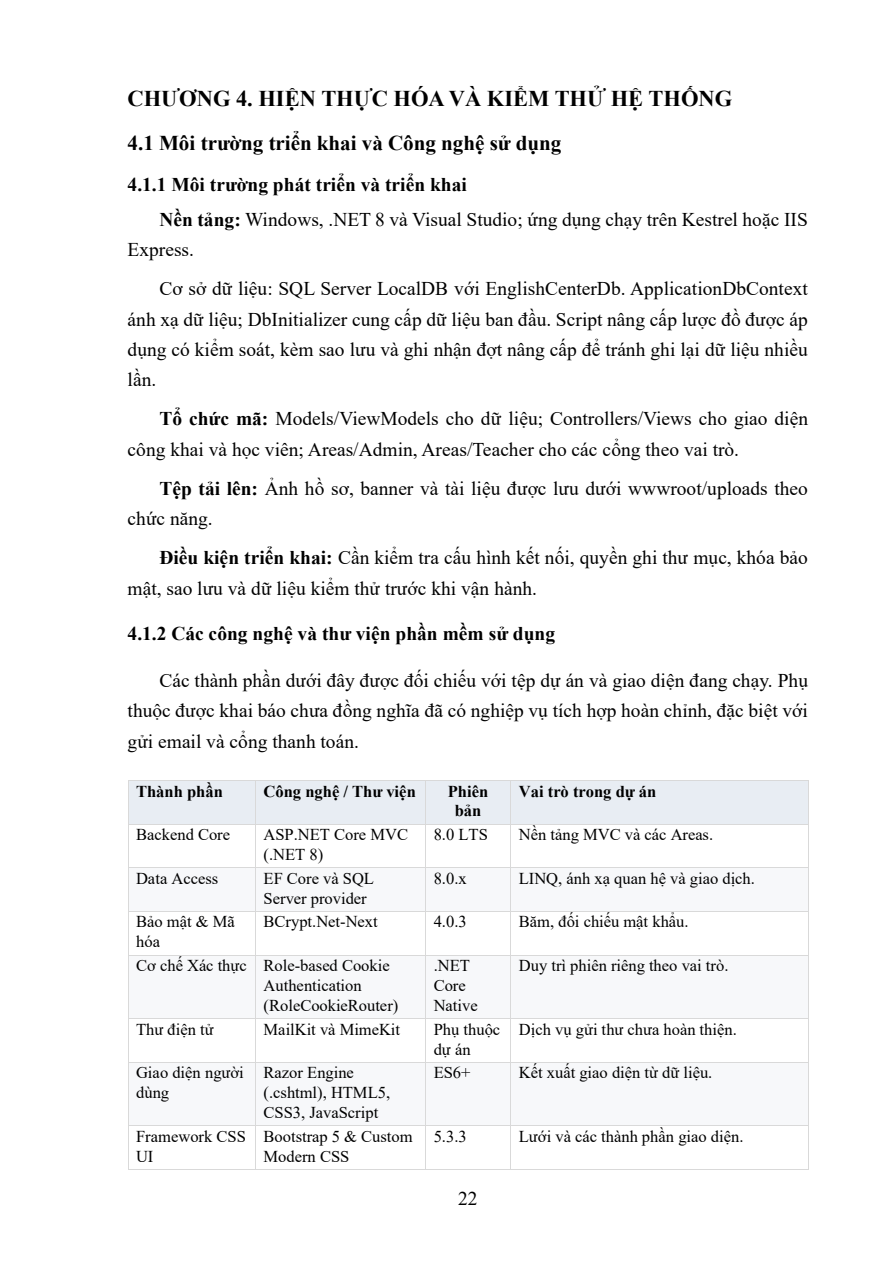 CHƯƠNG 4. HIỆN THỰC HÓA VÀ KIỂM THỬ HỆ THỐNG
4.1 Môi trường triển khai và Công nghệ sử dụng
4.1.1 Môi trường phát triển và triển khai
Nền tảng: Windows, .NET 8 và Visual Studio; ứng dụng chạy trên Kestrel hoặc IIS
Express.
Cơ sở dữ liệu: SQL Server LocalDB với EnglishCenterDb. ApplicationDbContext
ánh xạ dữ liệu; DbInitializer cung cấp dữ liệu ban đầu. Script nâng cấp lược đồ được áp
dụng có kiểm soát, kèm sao lưu và ghi nhận đợt nâng cấp để tránh ghi lại dữ liệu nhiều
lần.
Tổ chức mã: Models/ViewModels cho dữ liệu; Controllers/Views cho giao diện
công khai và học viên; Areas/Admin, Areas/Teacher cho các cổng theo vai trò.
Tệp tải lên: Ảnh hồ sơ, banner và tài liệu được lưu dưới wwwroot/uploads theo
chức năng.
Điều kiện triển khai: Cần kiểm tra cấu hình kết nối, quyền ghi thư mục, khóa bảo
mật, sao lưu và dữ liệu kiểm thử trước khi vận hành.
4.1.2 Các công nghệ và thư viện phần mềm sử dụng
Các thành phần dưới đây được đối chiếu với tệp dự án và giao diện đang chạy. Phụ
thuộc được khai báo chưa đồng nghĩa đã có nghiệp vụ tích hợp hoàn chỉnh, đặc biệt với
gửi email và cổng thanh toán.
Thành phần Công nghệ / Thư viện Phiên Vai trò trong dự án
bản
Backend Core ASP.NET Core MVC 8.0 LTS Nền tảng MVC và các Areas.
(.NET 8)
Data Access EF Core và SQL 8.0.x LINQ, ánh xạ quan hệ và giao dịch.
Server provider
Bảo mật & Mã BCrypt.Net-Next 4.0.3 Băm, đối chiếu mật khẩu.
hóa
Cơ chế Xác thực Role-based Cookie .NET Duy trì phiên riêng theo vai trò.
Authentication Core
(RoleCookieRouter) Native
Thư điện tử MailKit và MimeKit Phụ thuộc Dịch vụ gửi thư chưa hoàn thiện.
dự án
Giao diện người Razor Engine ES6+ Kết xuất giao diện từ dữ liệu.
dùng (.cshtml), HTML5,
CSS3, JavaScript
Framework CSS Bootstrap 5 & Custom 5.3.3 Lưới và các thành phần giao diện.
UI Modern CSS
22